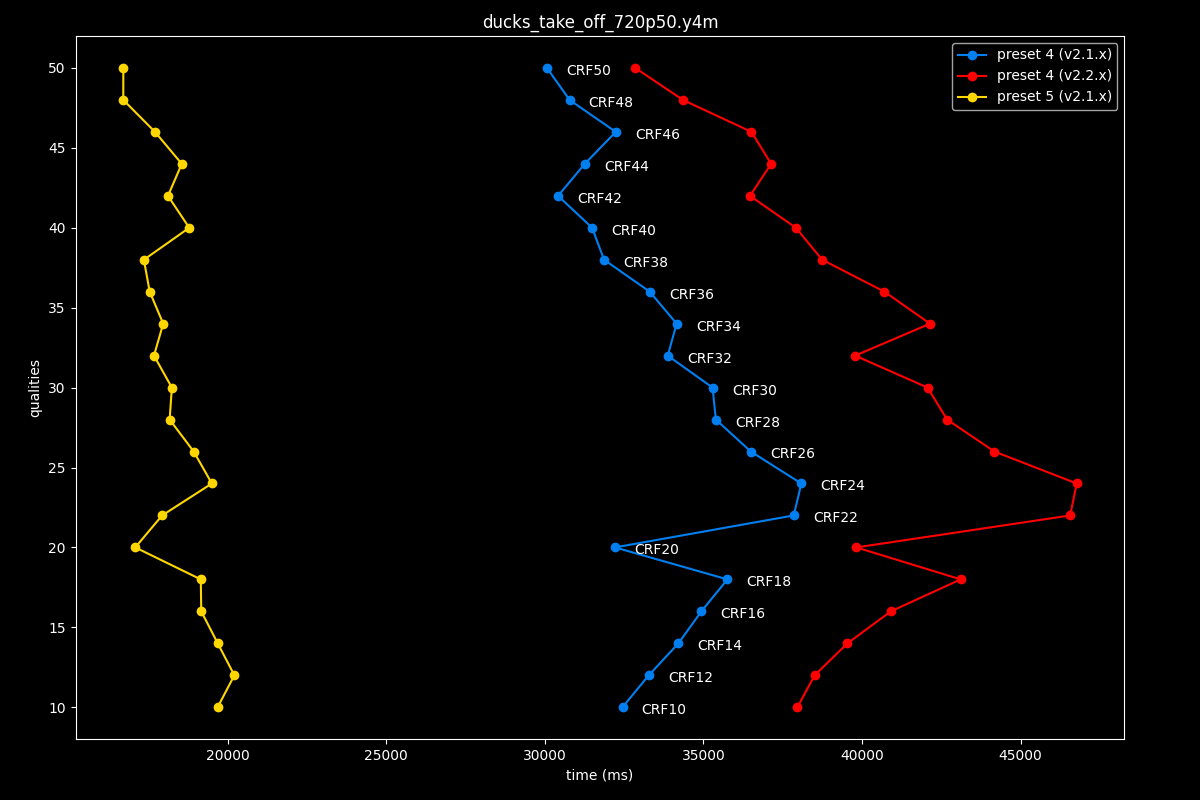 ducks_take_off_720p50.y4m
preset 4 (v2.1.x)
preset 4 (v2.2.x)
preset 5 (v2.1.x)
qualities
50
45
40
35
30
25
20
15
10
CRF50
CRF48
CRF46
CRF44
CRF42
CRF40
CRF38
CRF36
CRF34
CRF32
CRF30
CRF28
CRF26
CRF24
CRF22
CRF20
CRF18
CRF16
CRF14
CRF12
CRF10
20000 25000 30000 35000 40000 45000
time (ms)